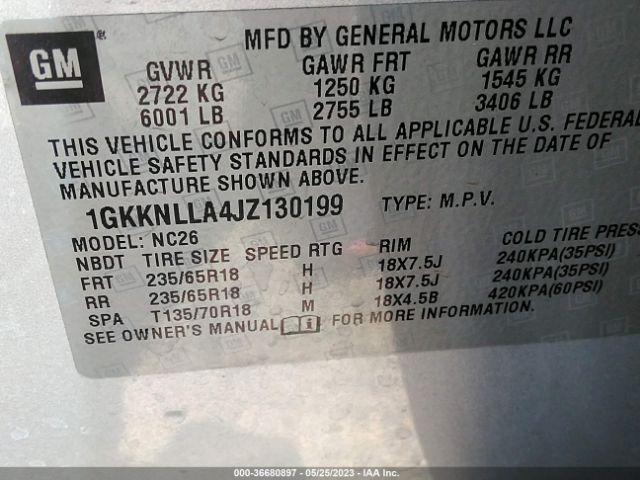 GM
MFD BY GENERAL MOTORS LLC
GVWR GAWR FRT GAWR RR
2722 KG 1250 KG 1545 KG
6001 LB 2755 LB 3406 LB
THIS VEHICLE CONFORMS TO ALL APPLICABLE U.S. FEDERAL
VEHICLE SAFETY STANDARDS IN EFFECT ON THE DATE OF
MANUFACTURE SHOWN ABOVE.
1GKKNLLA4JZ130199 TYPE: M.P.V.
MODEL: NC26
NBDT TIRE SIZE SPEED RTG RIM COLD TIRE PRES
FRT 235/65R18 H 18X7.5J 240KPA(35PSI)
RR 235/65R18 H 18X7.5J 240KPA(35PSI)
SPA T135/70R18 M 18X4.5B 420KPA(60PSI)
SEE OWNER'S MANUAL FOR MORE INFORMATION.
000-36680897 - 05/25/2023 - IAA Inc.